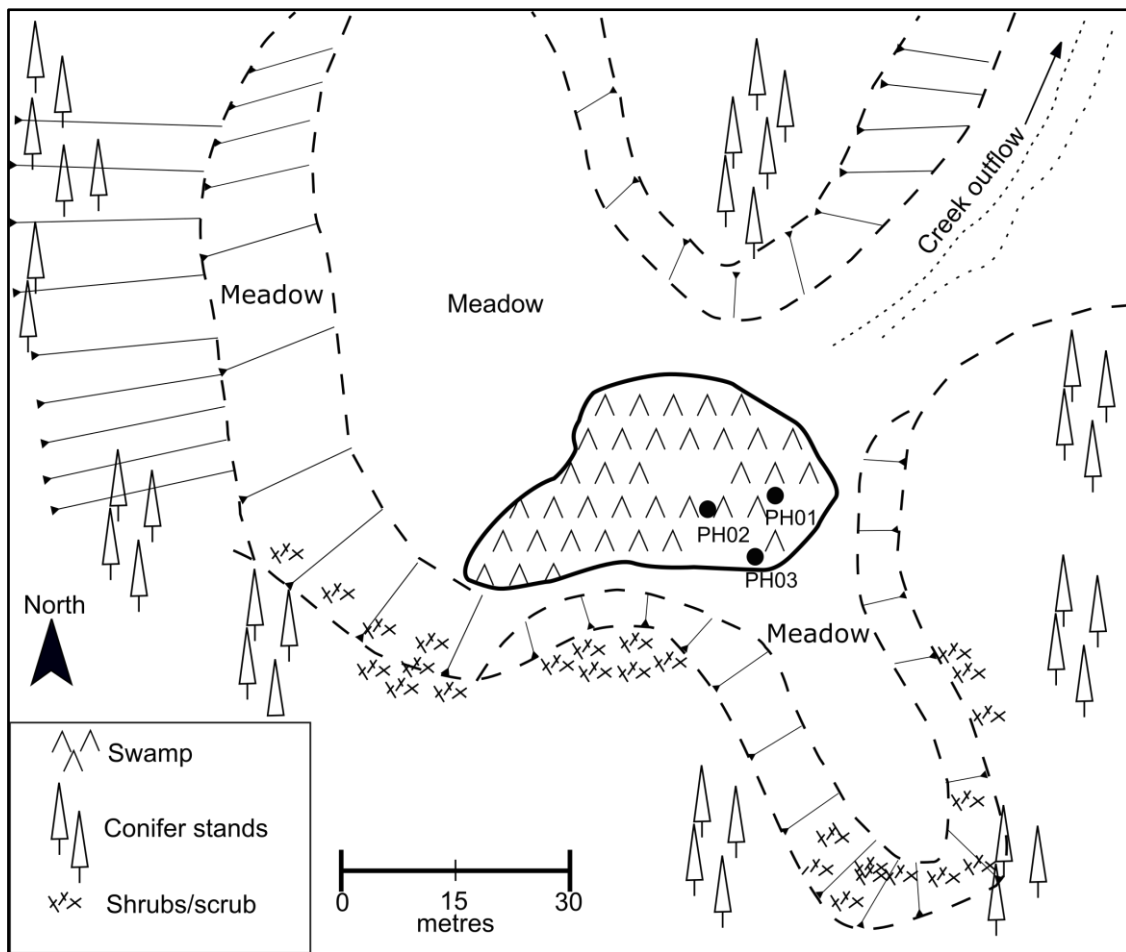 Creek outflow
Meadow
Meadow
PH02
PH01
PH03
Meadow
North
Swamp
Conifer stands
Shrubs/scrub
0 15 30
metres